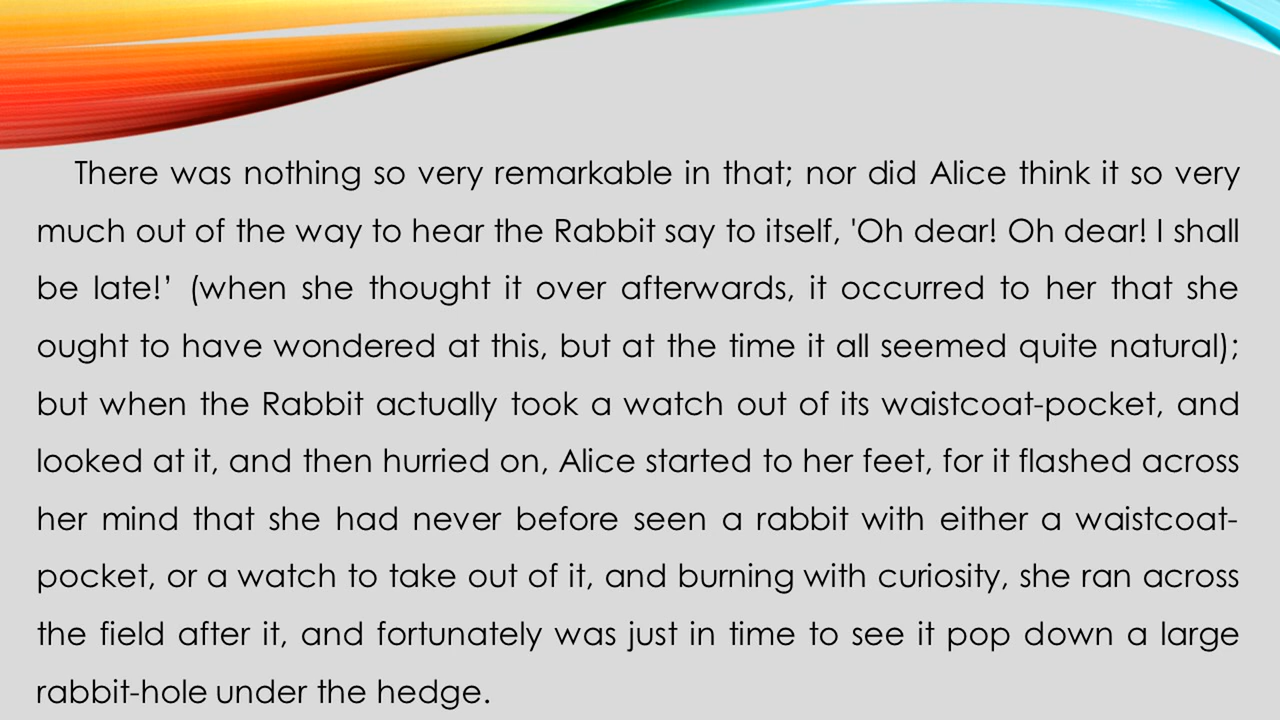 There was nothing so very remarkable in that; nor did Alice think it so very
much out of the way to hear the Rabbit say to itself, 'Oh dear! Oh dear! I shall
be late!’ (when she thought it over afterwards, it occurred to her that she
ought to have wondered at this, but at the time it all seemed quite natural);
but when the Rabbit actually took a watch out of its waistcoat-pocket, and
looked at it, and then hurried on, Alice started to her feet, for it flashed across
her mind that she had never before seen a rabbit with either a waistcoat-
pocket, or a watch to take out of it, and burning with curiosity, she ran across
the field after it, and fortunately was just in time to see it pop down a large
rabbit-hole under the hedge.